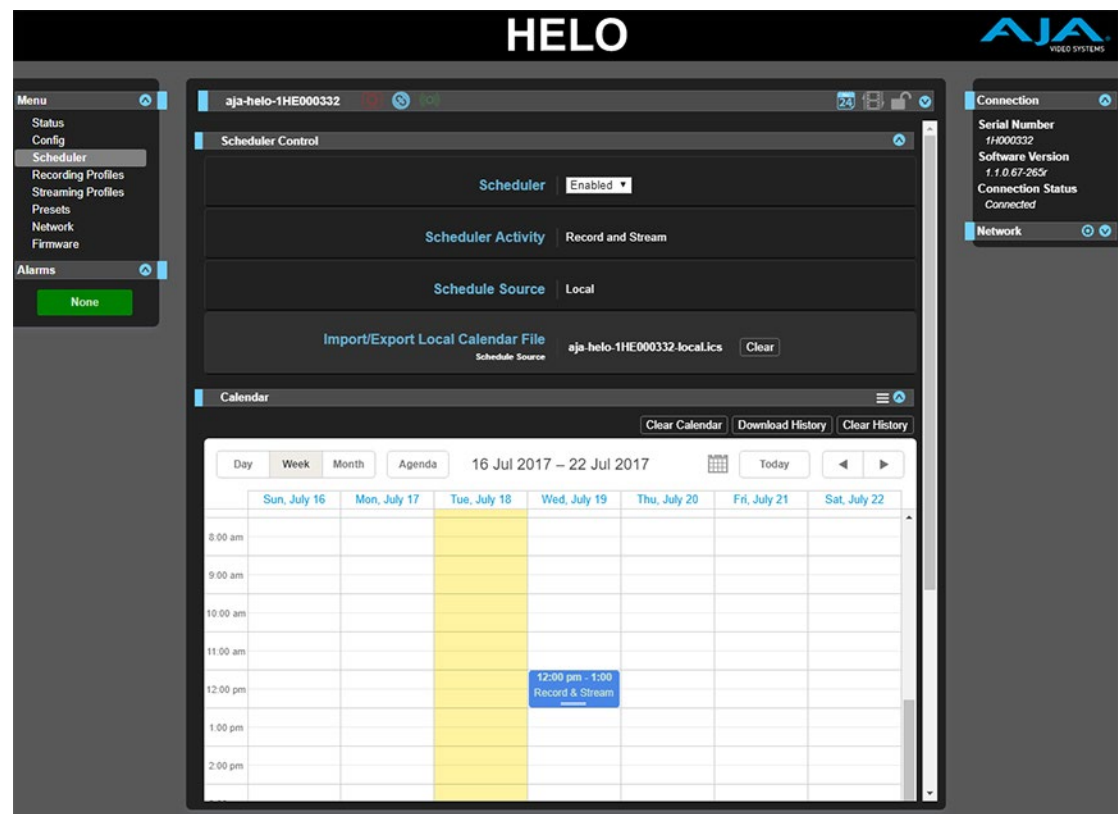 HELO
AJA
VIDEO SYSTEMS
Menu
Status
Config
Scheduler
Recording Profiles
Streaming Profiles
Presets
Network
Firmware
Alarms
None
aja-helo-1HE000332
24
Scheduler Control
Scheduler Enabled
Scheduler Activity Record and Stream
Schedule Source Local
Import/Export Local Calendar File aja-helo-1HE000332-local.ics Clear
Schedule Source
Calendar
Clear Calendar Download History Clear History
Day Week Month Agenda 16 Jul 2017 – 22 Jul 2017 Today
Sun, July 16 Mon, July 17 Tue, July 18 Wed, July 19 Thu, July 20 Fri, July 21 Sat, July 22
8:00 am
9:00 am
10:00 am
11:00 am
12:00 pm
12:00 pm - 1:00
Record & Stream
1:00 pm
2:00 pm
Connection
Serial Number
1H000332
Software Version
1.1.0.67-265r
Connection Status
Connected
Network